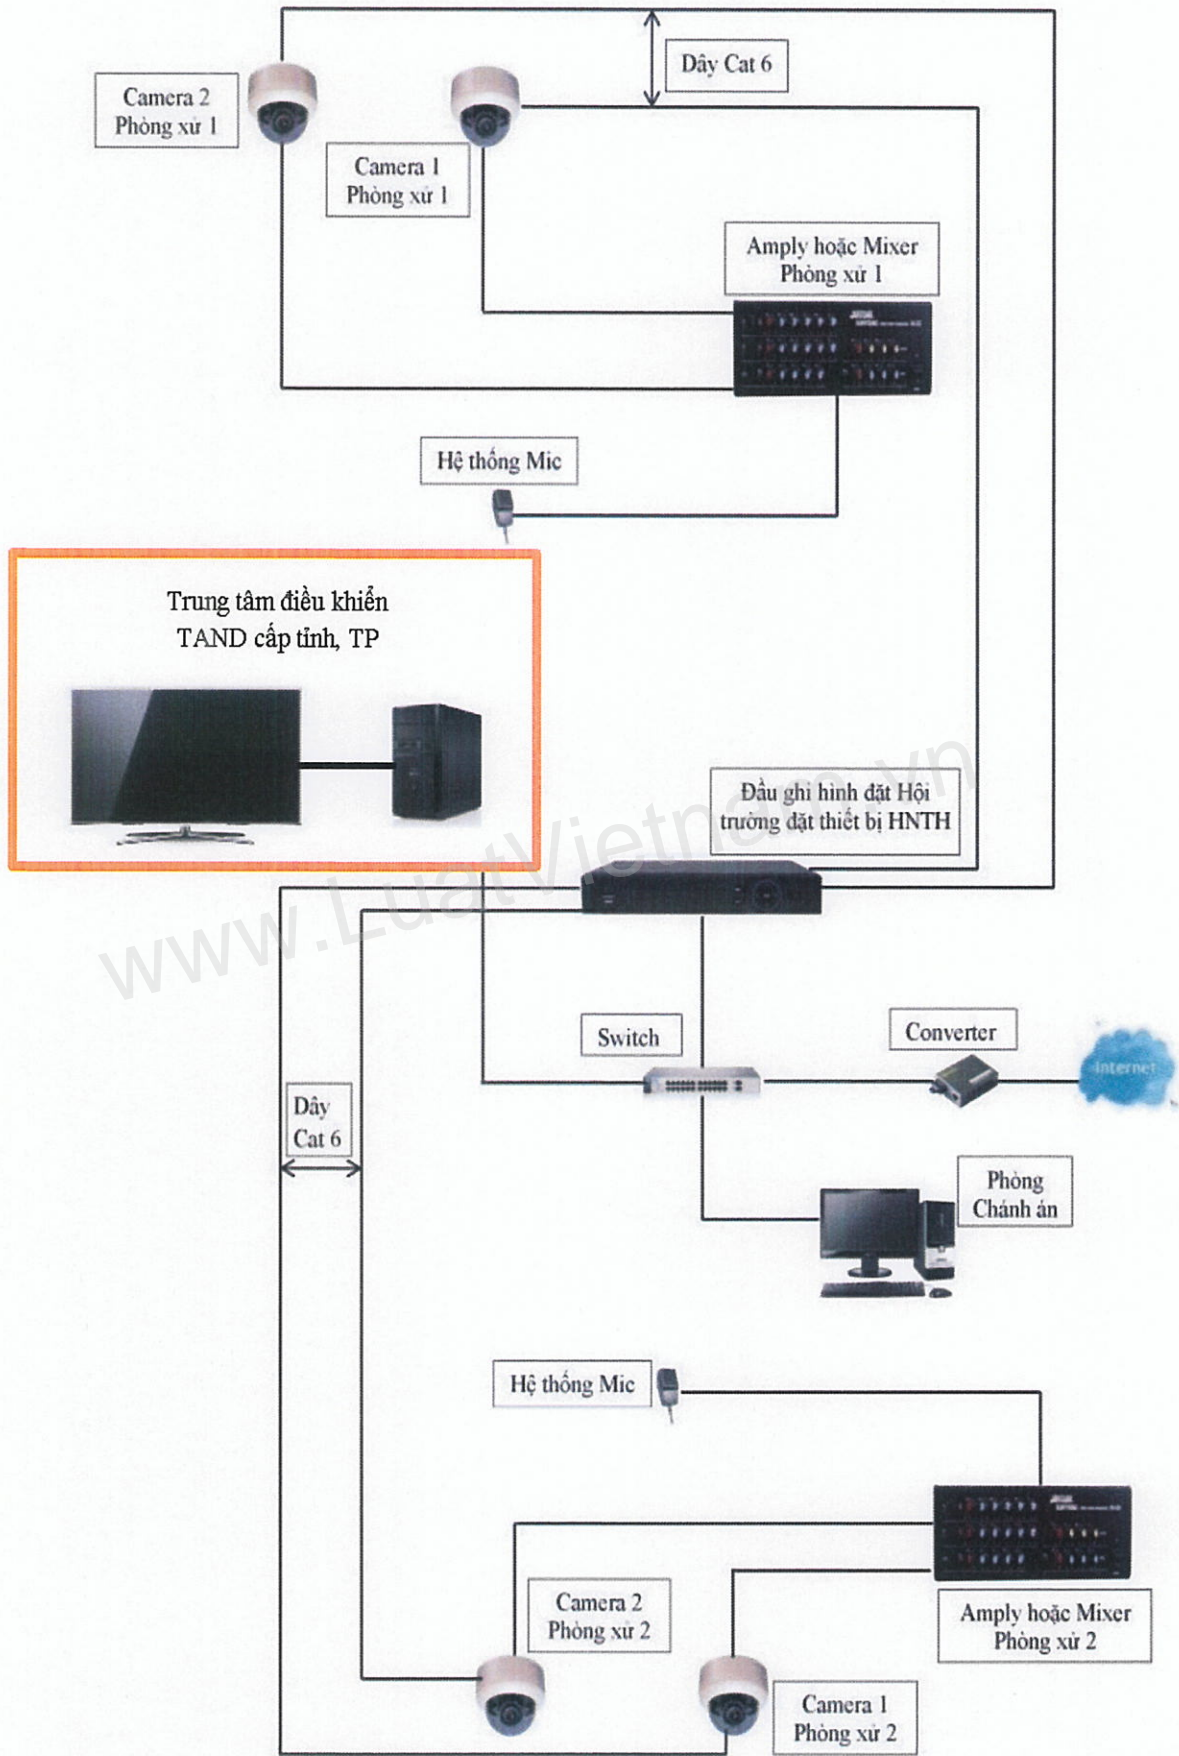 Dây Cat 6
Camera 2
Phòng xử 1
Camera 1
Phòng xử 1
Amply hoặc Mixer
Phòng xử 1
Hệ thống Mic
Trung tâm điều khiển
TAND cấp tỉnh, TP
Đầu ghi hình đặt Hội
trường đặt thiết bị HNTH
www.LuatVietnam.vn
Switch
Converter
Internet
Dây
Cat 6
Phòng
Chánh án
Hệ thống Mic
Camera 2
Phòng xử 2
Amply hoặc Mixer
Phòng xử 2
Camera 1
Phòng xử 2